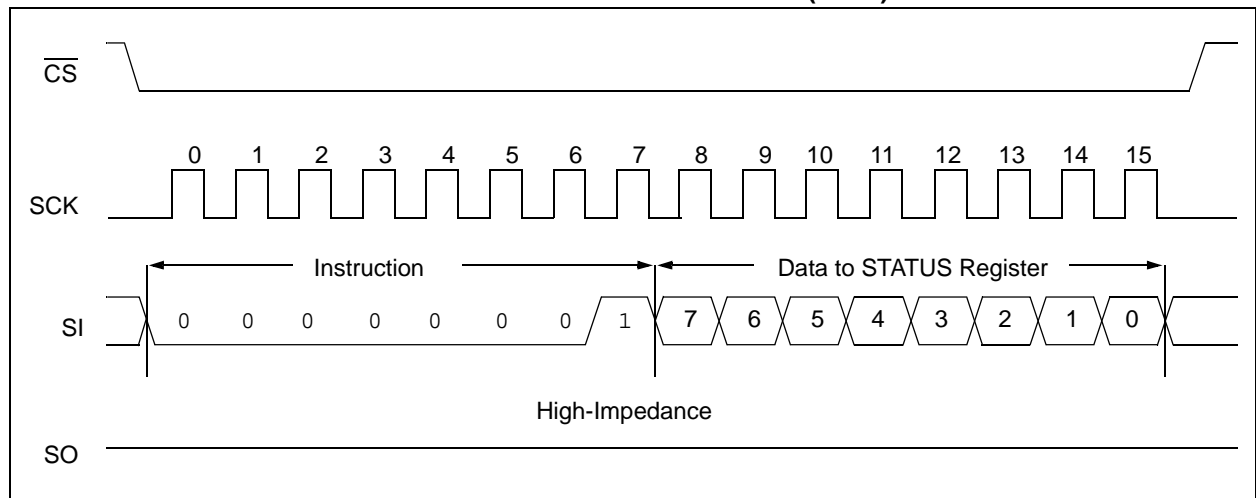 CS
0 1 2 3 4 5 6 7 8 9 10 11 12 13 14 15
SCK
Instruction Data to STATUS Register
SI 0 0 0 0 0 0 0 1 7 6 5 4 3 2 1 0
High-Impedance
SO